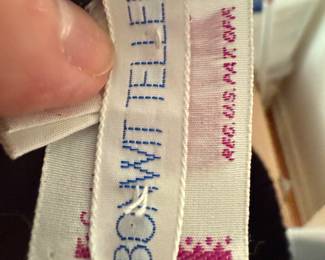 BONWIT TELLER
REG. U.S. PAT. OFF.